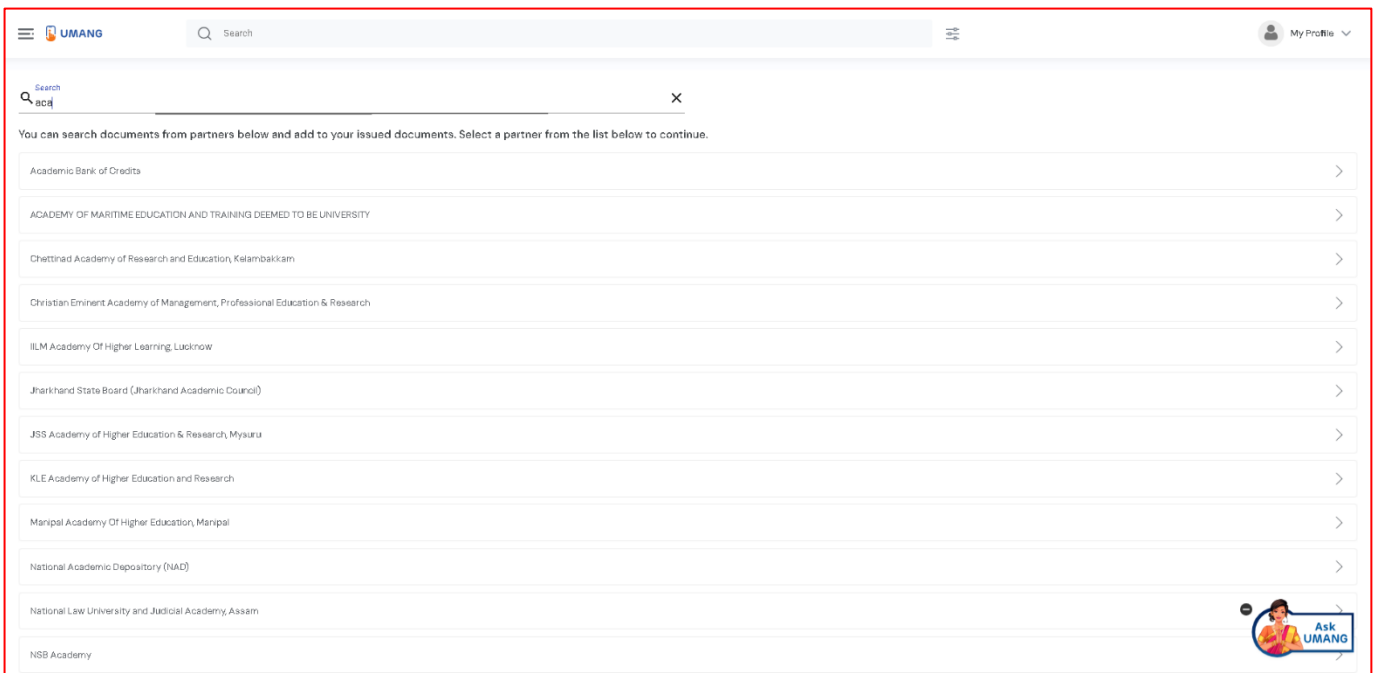 UMANG
Search
My Profile
Search
aca
You can search documents from partners below and add to your issued documents. Select a partner from the list below to continue.
Academic Bank of Credits
ACADEMY OF MARITIME EDUCATION AND TRAINING DEEMED TO BE UNIVERSITY
Chettinad Academy of Research and Education, Kelambakkam
Christian Eminent Academy of Management, Professional Education & Research
IILM Academy Of Higher Learning, Lucknow
Jharkhand State Board (Jharkhand Academic Council)
JSS Academy of Higher Education & Research, Mysuru
KLE Academy of Higher Education and Research
Manipal Academy Of Higher Education, Manipal
National Academic Depository (NAD)
National Law University and Judicial Academy, Assam
NSB Academy
Ask
UMANG